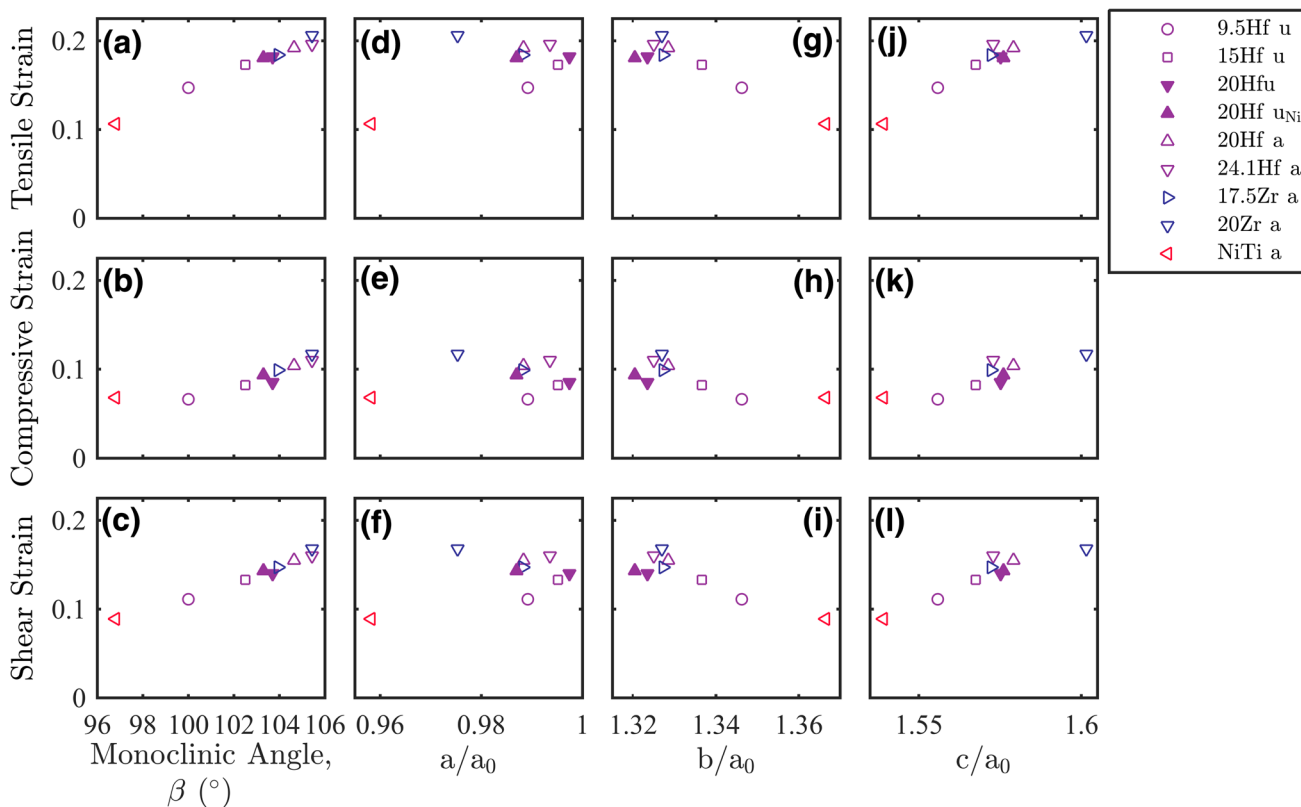 Tensile Strain
0.2
0.1
0
(a)
(d)
(g)
(j)
9.5Hf u
15Hf u
20Hfu
20Hf u_Ni
20Hf a
24.1Hf a
17.5Zr a
20Zr a
NiTi a
Compressive Strain
0.2
0.1
0
(b)
(e)
(h)
(k)
Shear Strain
0.2
0.1
0
(c)
(f)
(i)
(l)
96 98 100 102 104 106
0.96 0.98 1
1.32 1.34 1.36
1.55 1.6
Monoclinic Angle,
β (°)
a/a₀
b/a₀
c/a₀